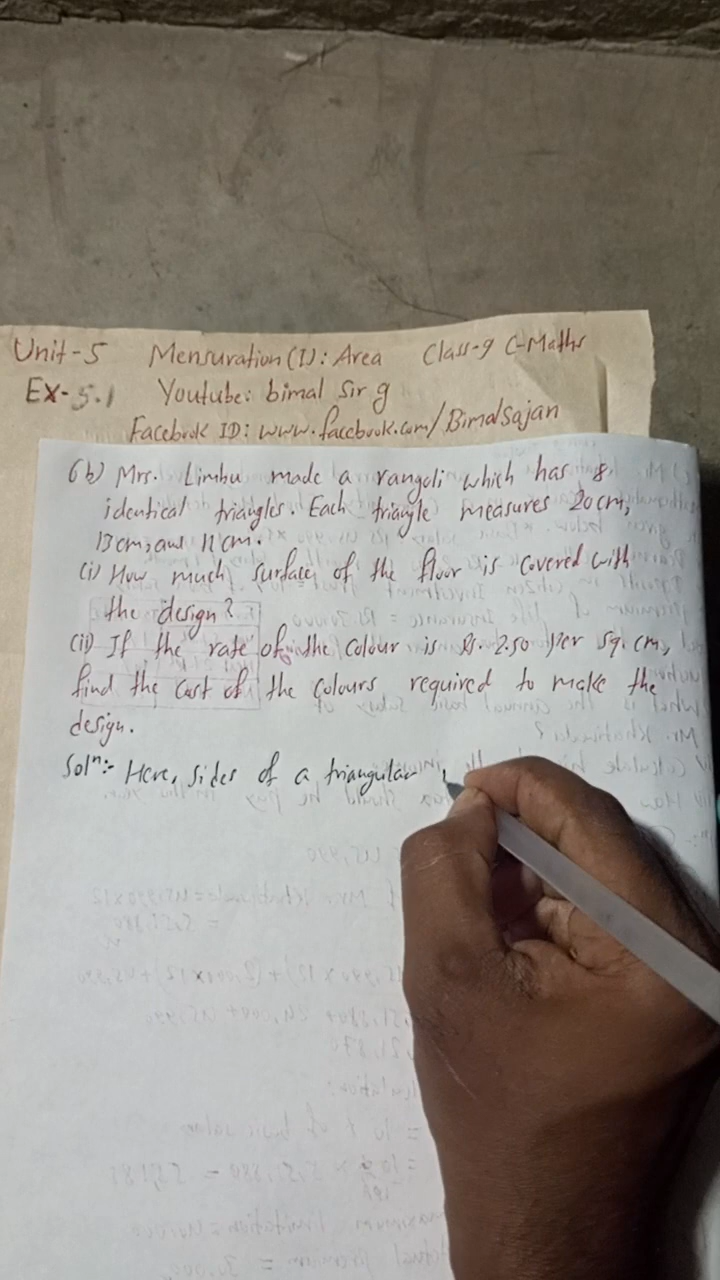 Unit-5 Mensuration (I): Area Class-9 C-Maths
Ex-5.1 Youtube: bimal Sir g
Facebook ID: www.facebook.com/BimalSajan
6b) Mrs. Limbu made a rangoli which has 8
identical triangles. Each triangle measures 20cm,
13cm, and 11cm.
(i) How much surface of the floor is covered with
the design?
(ii) If the rate of the colour is Rs. 2.50 per sq. cm,
find the cost of the colours required to make the
design.
Solⁿ:- Here, sides of a triangular